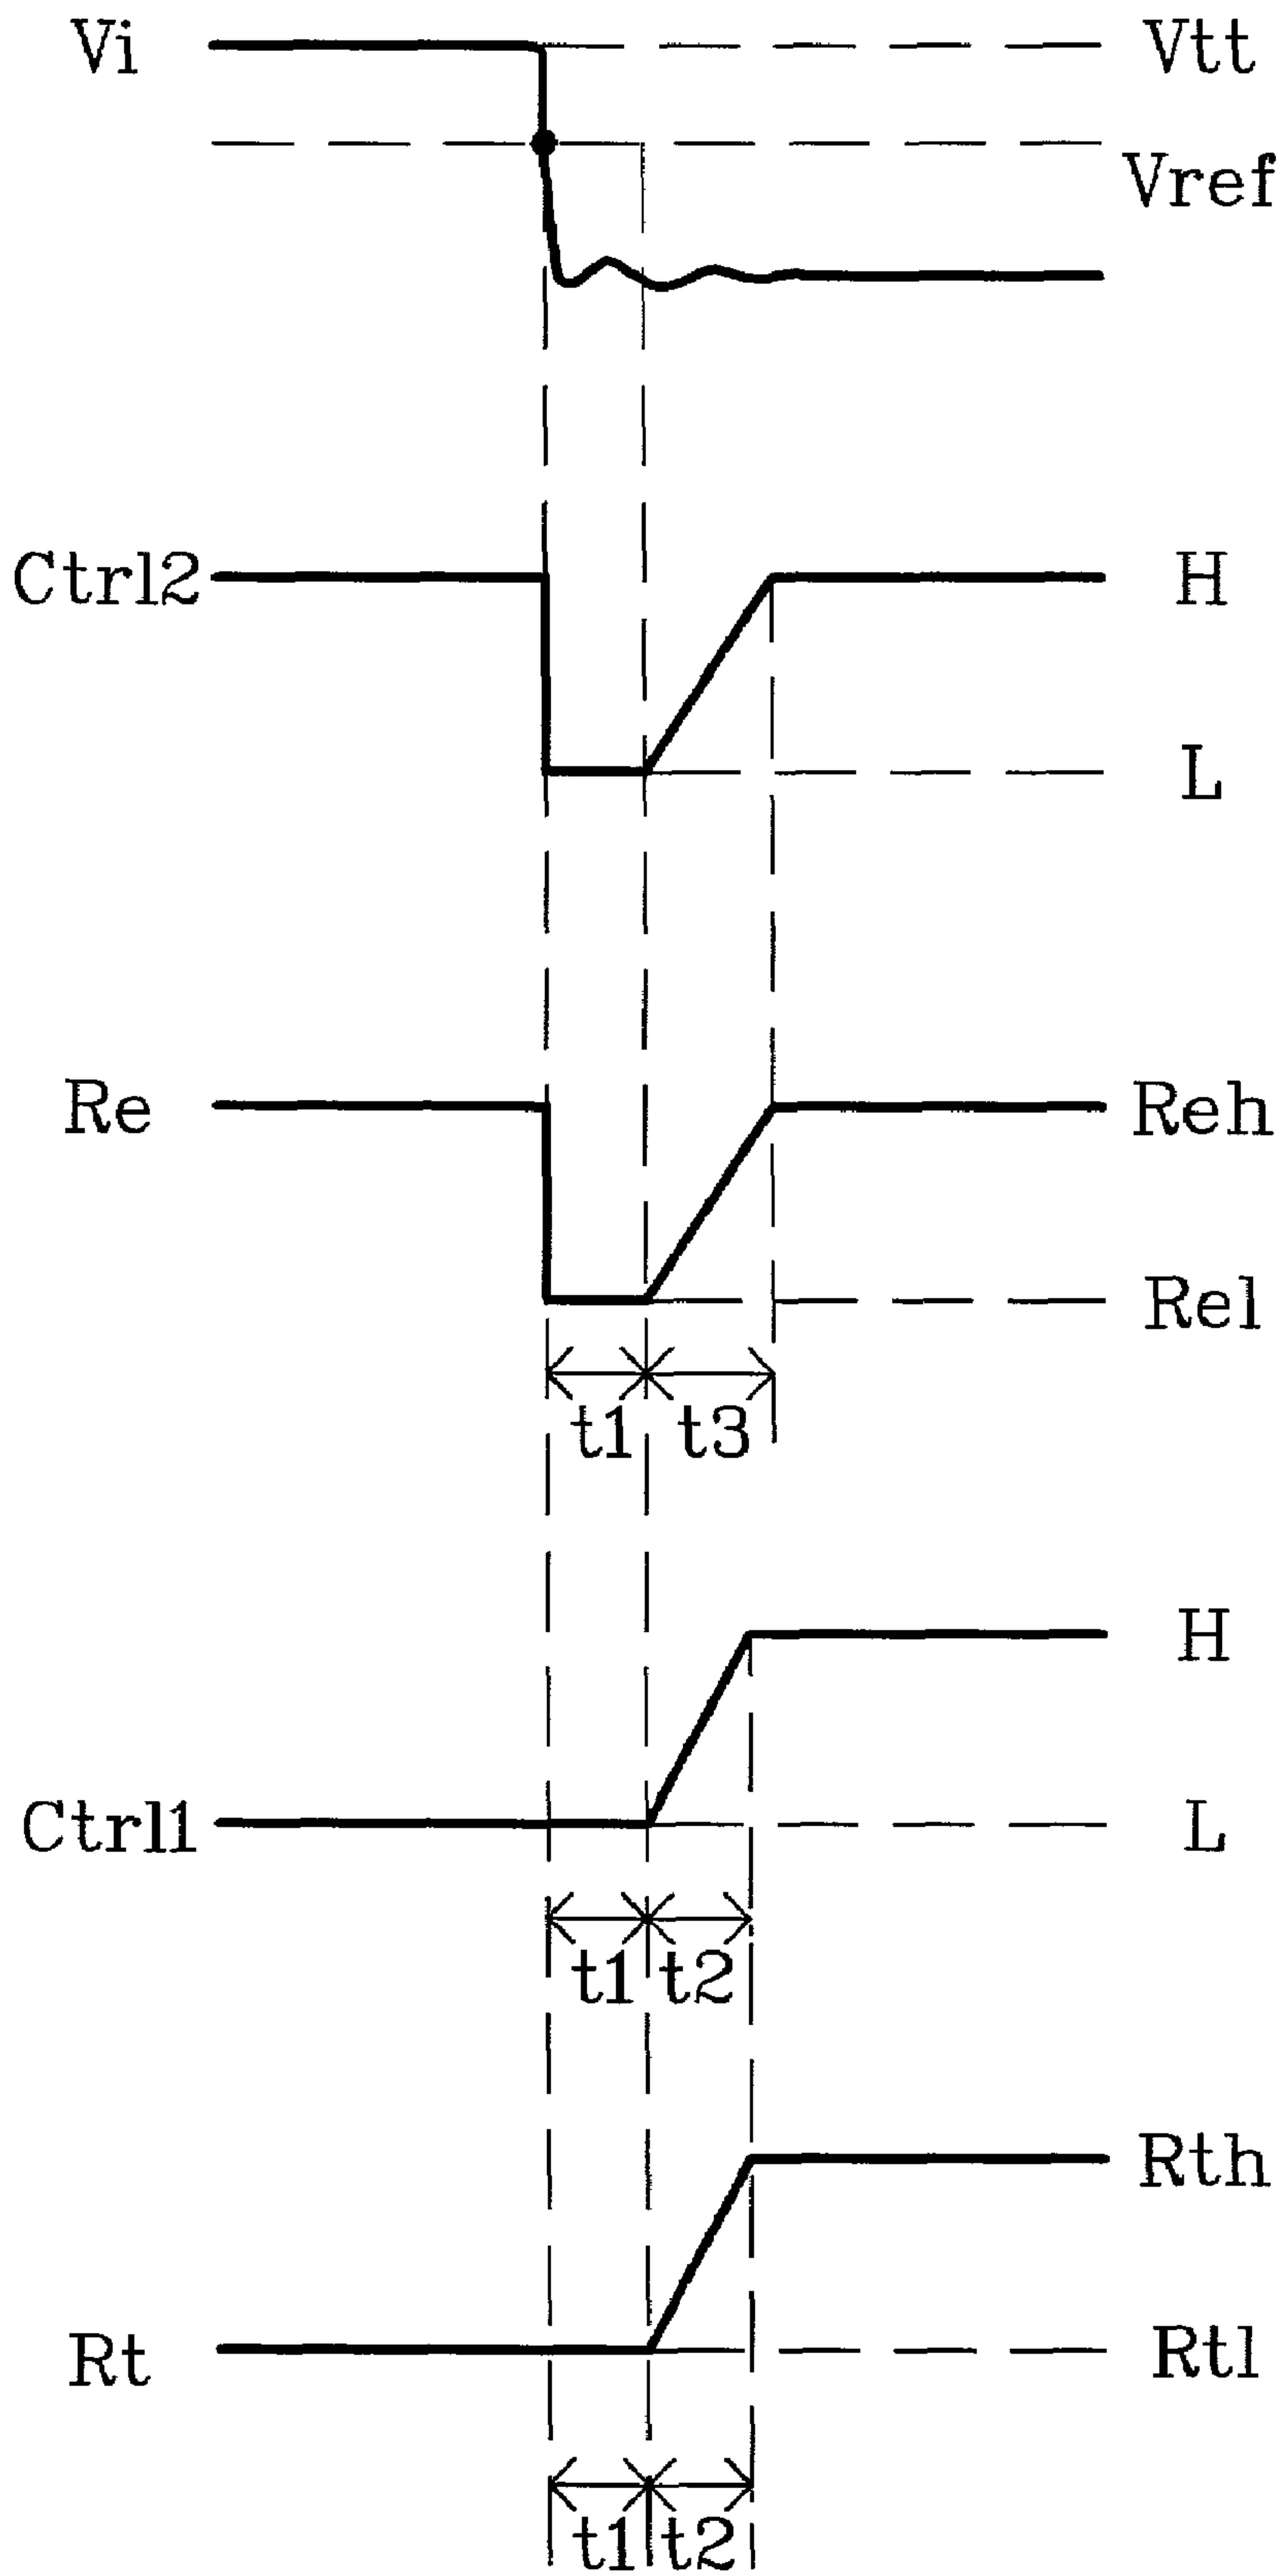 Vi
Vtt
Vref
Ctrl2
H
L
Re
Reh
Rel
t1
t3
H
Ctrl1
L
t1
t2
Rth
Rt
Rtl
t1
t2